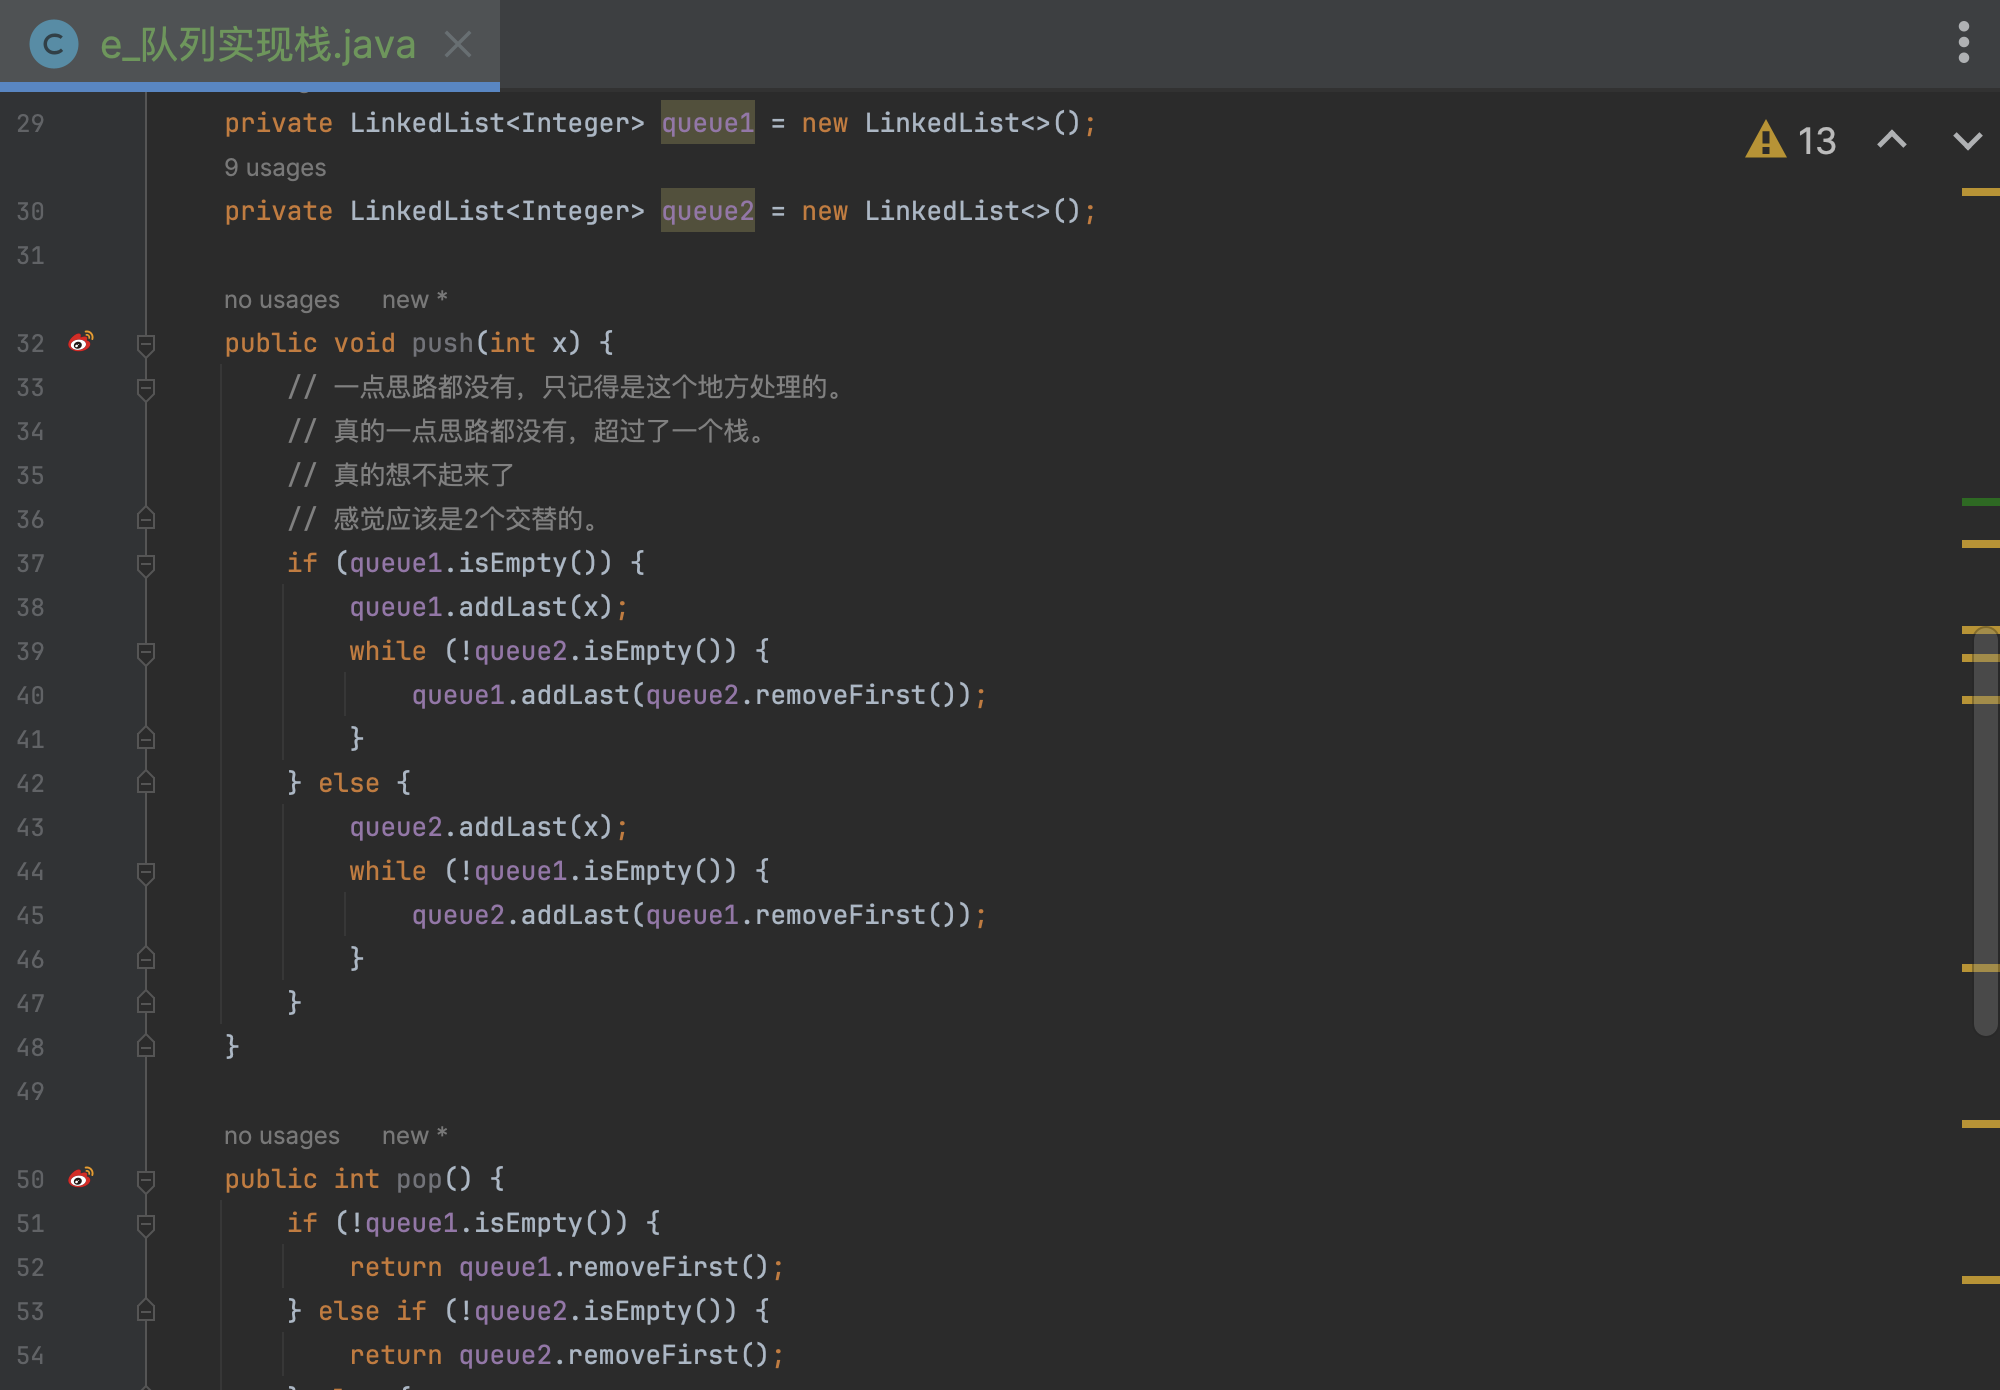 e_队列实现栈.java
29 private LinkedList<Integer> queue1 = new LinkedList<>();
13
9 usages
30 private LinkedList<Integer> queue2 = new LinkedList<>();
31
no usages new *
32 public void push(int x) {
33 // 一点思路都没有，只记得是这个地方处理的。
34 // 真的一点思路都没有，超过了一个栈。
35 // 真的想不起来了
36 // 感觉应该是2个交替的。
37 if (queue1.isEmpty()) {
38 queue1.addLast(x);
39 while (!queue2.isEmpty()) {
40 queue1.addLast(queue2.removeFirst());
41 }
42 } else {
43 queue2.addLast(x);
44 while (!queue1.isEmpty()) {
45 queue2.addLast(queue1.removeFirst());
46 }
47 }
48 }
49
no usages new *
50 public int pop() {
51 if (!queue1.isEmpty()) {
52 return queue1.removeFirst();
53 } else if (!queue2.isEmpty()) {
54 return queue2.removeFirst();